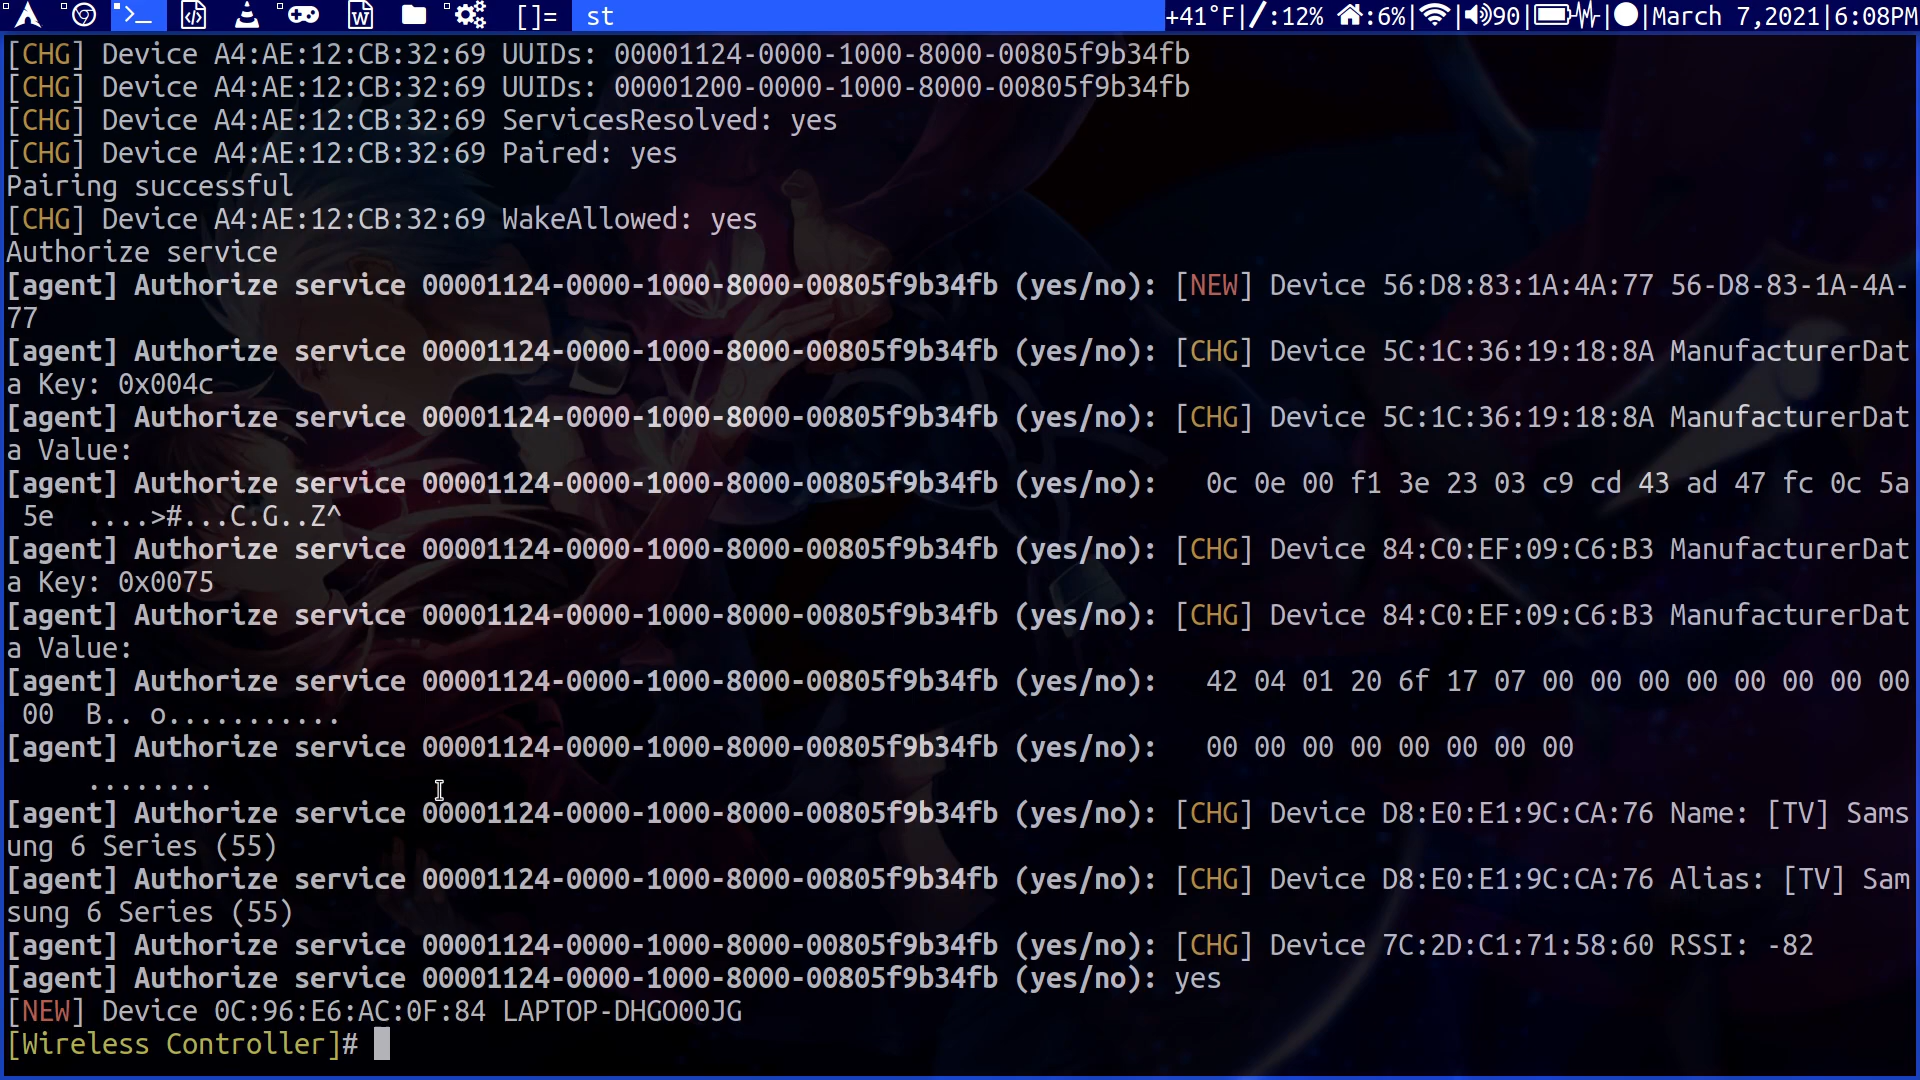 []= st +41°F|/:12% :6%| |90| | |March 7,2021|6:08PM
[CHG] Device A4:AE:12:CB:32:69 UUIDs: 00001124-0000-1000-8000-00805f9b34fb
[CHG] Device A4:AE:12:CB:32:69 UUIDs: 00001200-0000-1000-8000-00805f9b34fb
[CHG] Device A4:AE:12:CB:32:69 ServicesResolved: yes
[CHG] Device A4:AE:12:CB:32:69 Paired: yes
Pairing successful
[CHG] Device A4:AE:12:CB:32:69 WakeAllowed: yes
Authorize service
[agent] Authorize service 00001124-0000-1000-8000-00805f9b34fb (yes/no): [NEW] Device 56:D8:83:1A:4A:77 56-D8-83-1A-4A-
77
[agent] Authorize service 00001124-0000-1000-8000-00805f9b34fb (yes/no): [CHG] Device 5C:1C:36:19:18:8A ManufacturerDat
a Key: 0x004c
[agent] Authorize service 00001124-0000-1000-8000-00805f9b34fb (yes/no): [CHG] Device 5C:1C:36:19:18:8A ManufacturerDat
a Value:
[agent] Authorize service 00001124-0000-1000-8000-00805f9b34fb (yes/no):   0c 0e 00 f1 3e 23 03 c9 cd 43 ad 47 fc 0c 5a
 5e  ....>#...C.G..Z^
[agent] Authorize service 00001124-0000-1000-8000-00805f9b34fb (yes/no): [CHG] Device 84:C0:EF:09:C6:B3 ManufacturerDat
a Key: 0x0075
[agent] Authorize service 00001124-0000-1000-8000-00805f9b34fb (yes/no): [CHG] Device 84:C0:EF:09:C6:B3 ManufacturerDat
a Value:
[agent] Authorize service 00001124-0000-1000-8000-00805f9b34fb (yes/no):   42 04 01 20 6f 17 07 00 00 00 00 00 00 00 00
 00  B.. o...........
[agent] Authorize service 00001124-0000-1000-8000-00805f9b34fb (yes/no):   00 00 00 00 00 00 00 00
     ........
[agent] Authorize service 00001124-0000-1000-8000-00805f9b34fb (yes/no): [CHG] Device D8:E0:E1:9C:CA:76 Name: [TV] Sams
ung 6 Series (55)
[agent] Authorize service 00001124-0000-1000-8000-00805f9b34fb (yes/no): [CHG] Device D8:E0:E1:9C:CA:76 Alias: [TV] Sam
sung 6 Series (55)
[agent] Authorize service 00001124-0000-1000-8000-00805f9b34fb (yes/no): [CHG] Device 7C:2D:C1:71:58:60 RSSI: -82
[agent] Authorize service 00001124-0000-1000-8000-00805f9b34fb (yes/no): yes
[NEW] Device 0C:96:E6:AC:0F:84 LAPTOP-DHGO00JG
[Wireless Controller]#